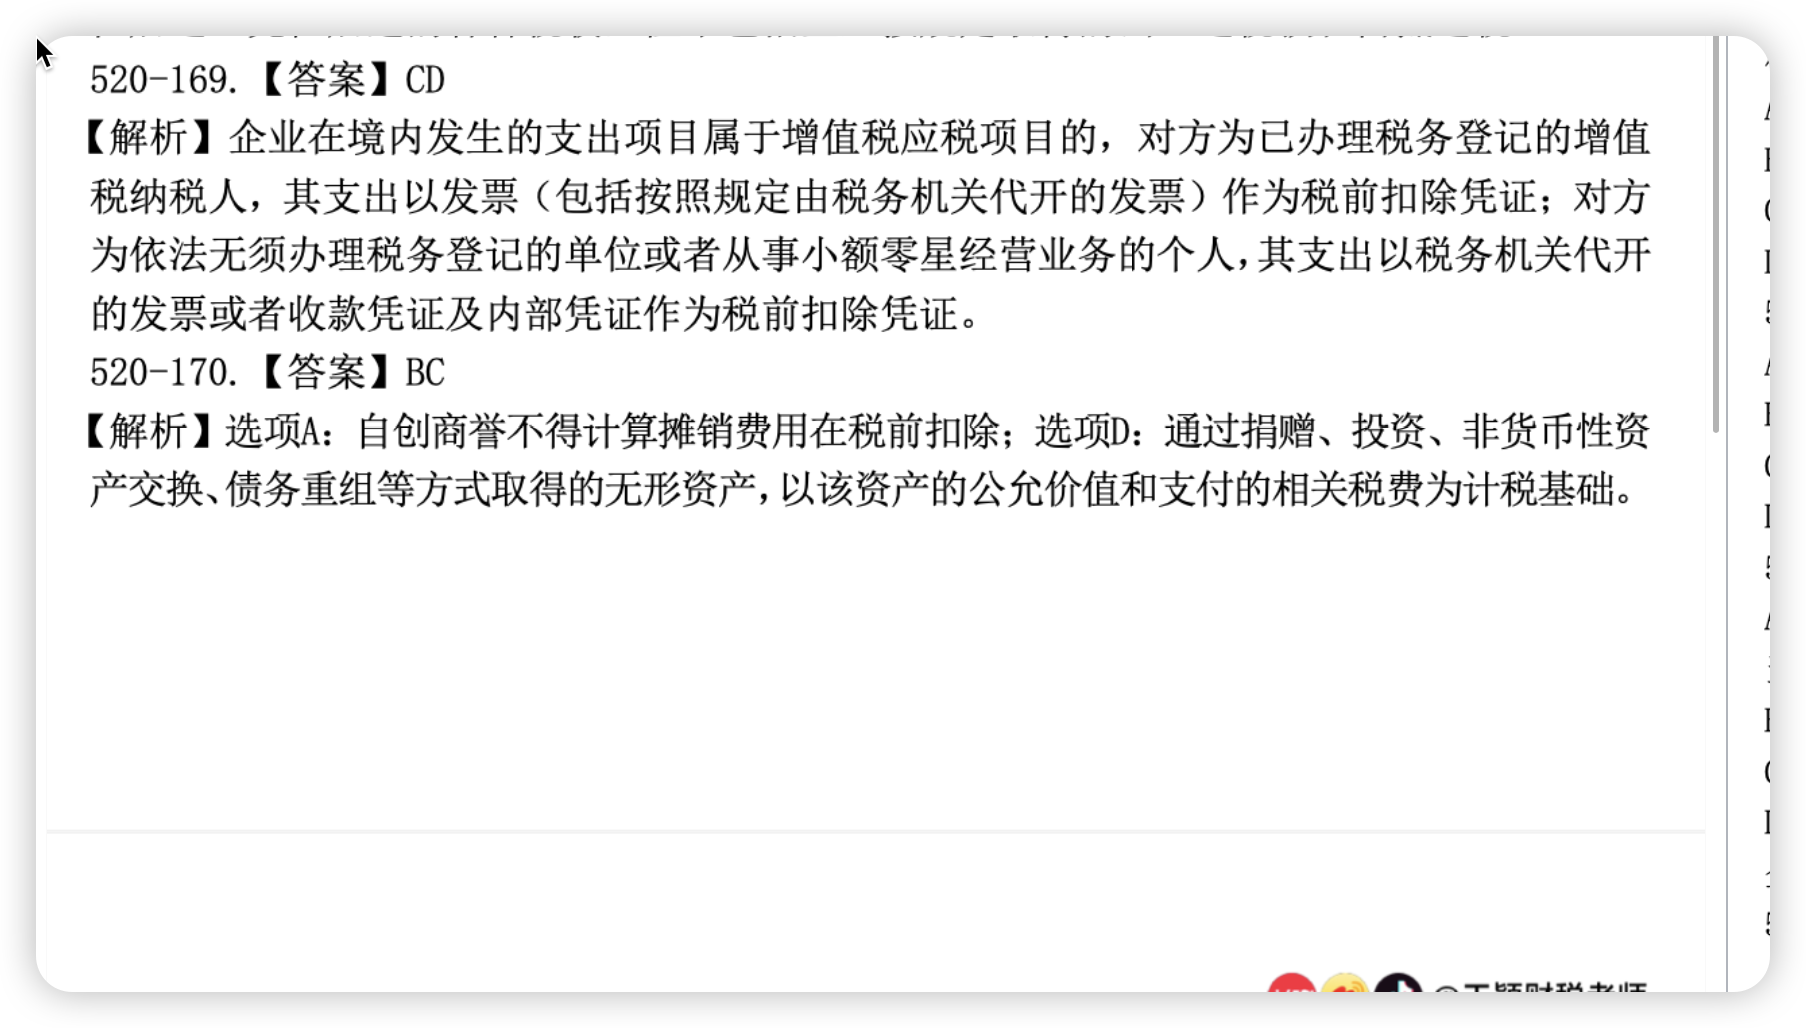 520-169.【答案】CD
【解析】企业在境内发生的支出项目属于增值税应税项目的，对方为已办理税务登记的增值
税纳税人，其支出以发票（包括按照规定由税务机关代开的发票）作为税前扣除凭证；对方
为依法无须办理税务登记的单位或者从事小额零星经营业务的个人，其支出以税务机关代开
的发票或者收款凭证及内部凭证作为税前扣除凭证。
520-170.【答案】BC
【解析】选项A：自创商誉不得计算摊销费用在税前扣除；选项D：通过捐赠、投资、非货币性资
产交换、债务重组等方式取得的无形资产，以该资产的公允价值和支付的相关税费为计税基础。